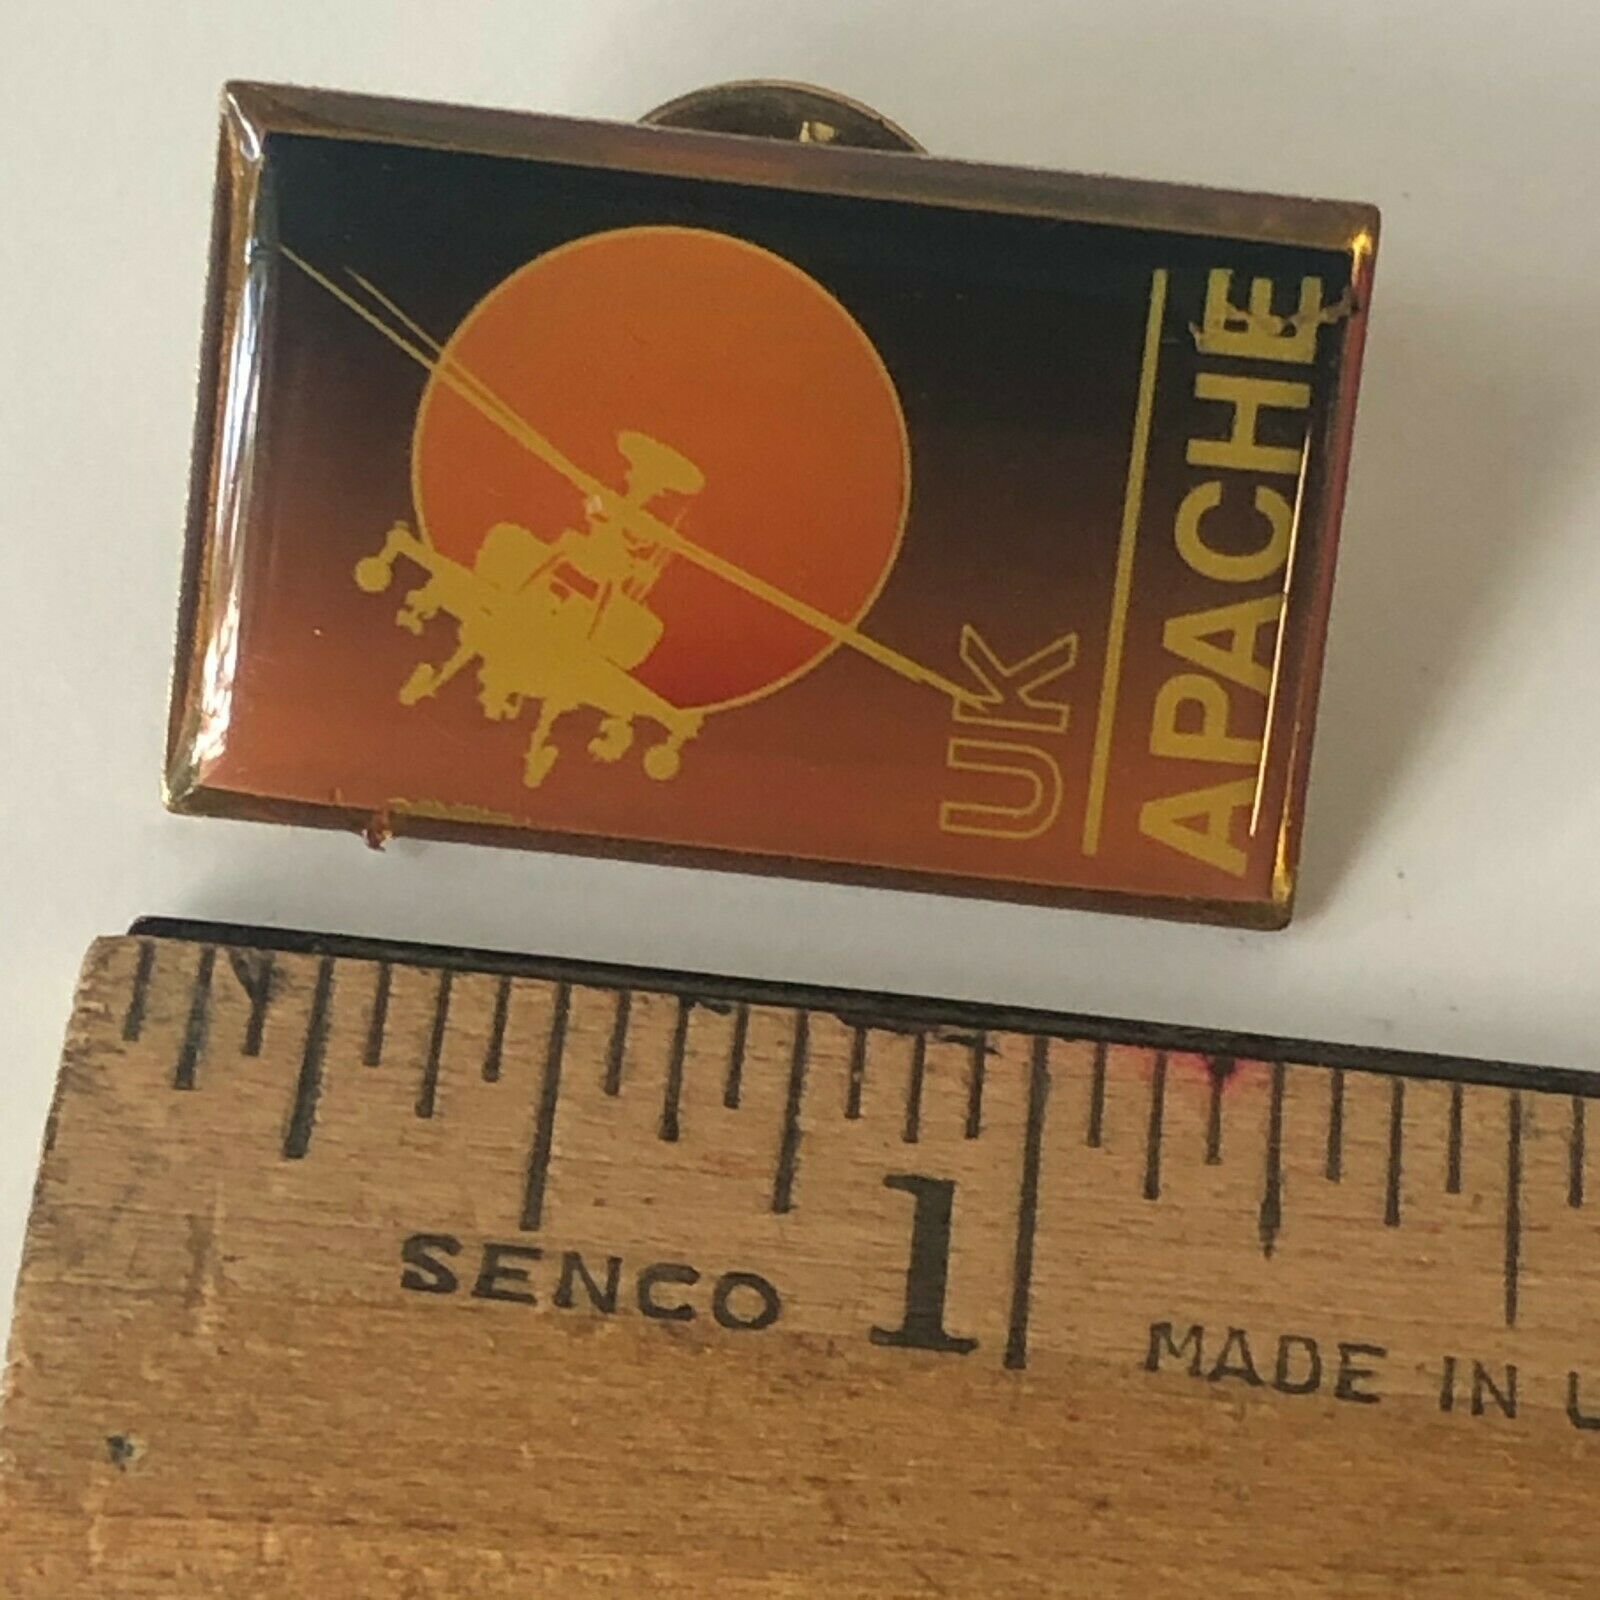 UK
APACHE
SENCO 1 MADE IN U